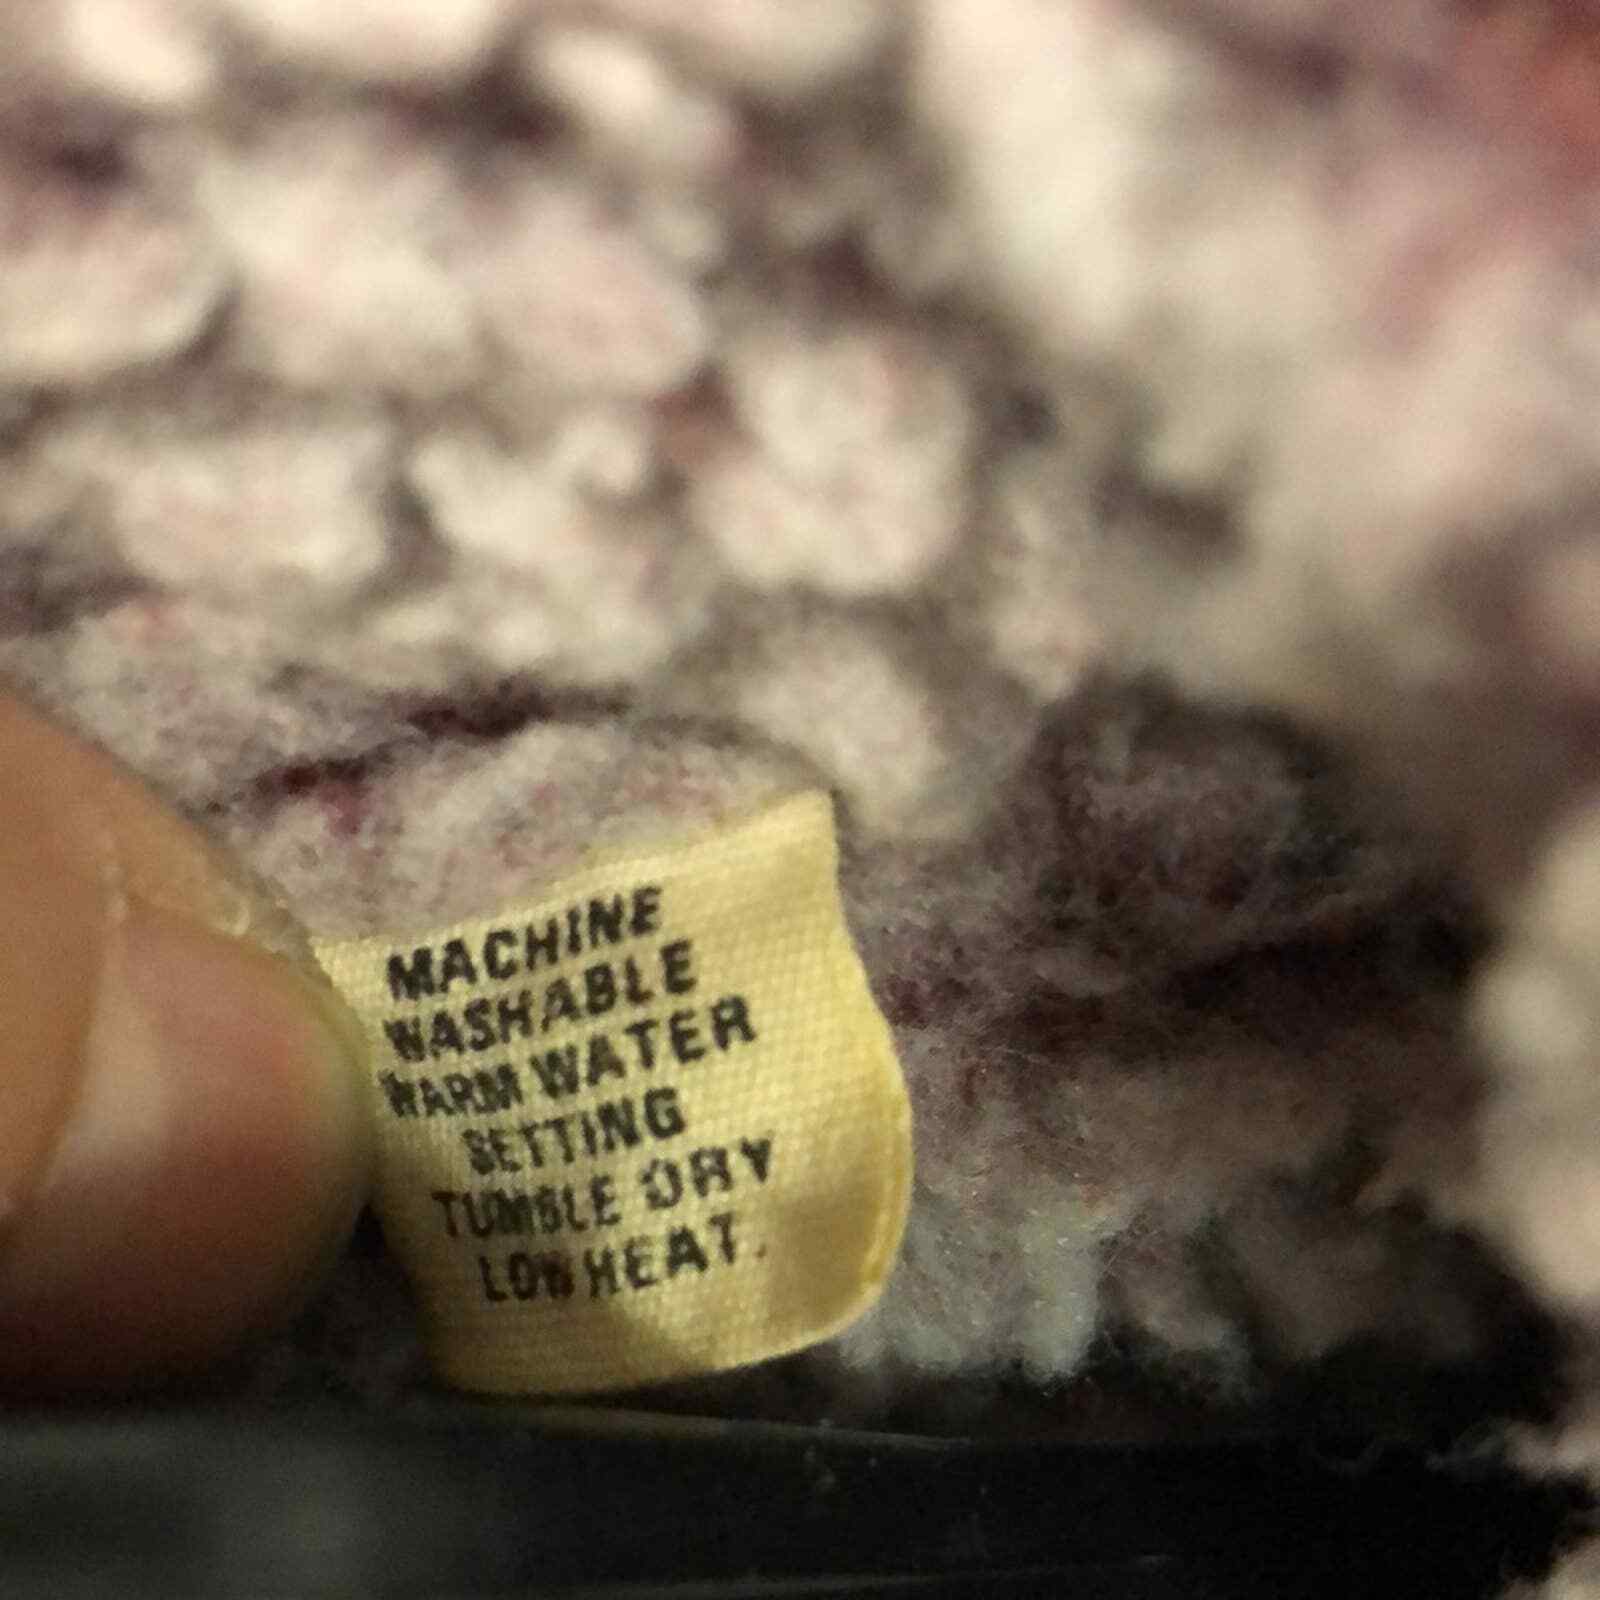 MACHINE
WASHABLE
WARM WATER
SETTING
TUMBLE DRY
LOW HEAT.